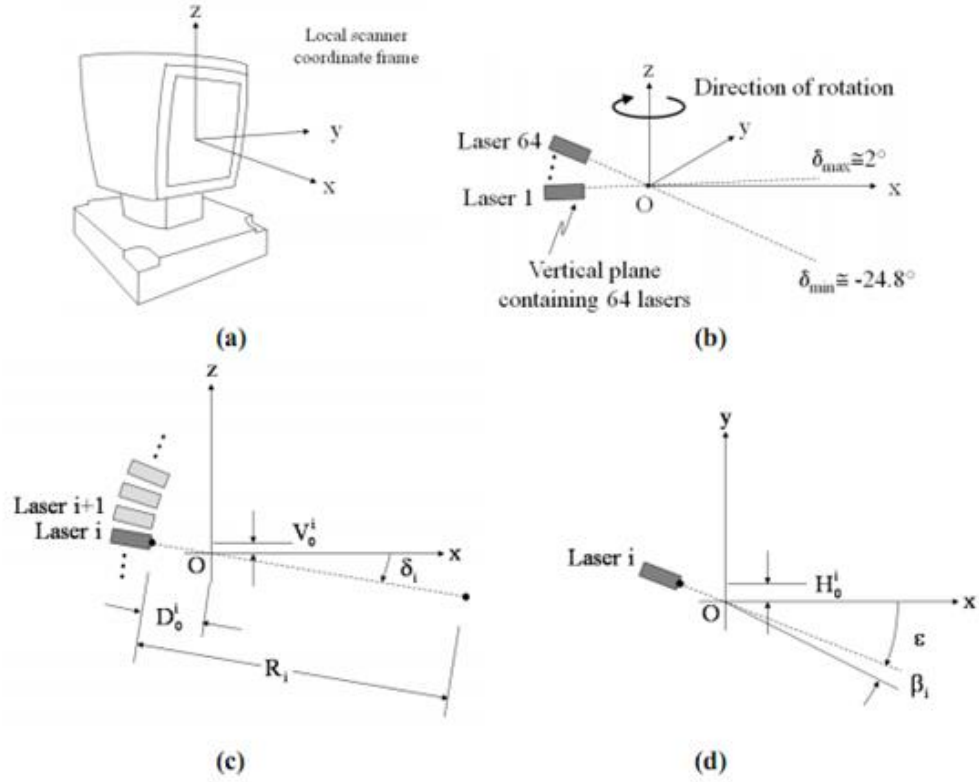 Local scanner
coordinate frame
z
y
x
(a)
z
Direction of rotation
y
Laser 64
δmax≅2°
Laser 1
x
O
Vertical plane
containing 64 lasers
δmin≅ -24.8°
(b)
z
Laser i+1
Laser i
V₀ⁱ
x
O
δᵢ
D₀ⁱ
Rᵢ
(c)
y
Laser i
H₀ⁱ
x
O
ε
βᵢ
(d)